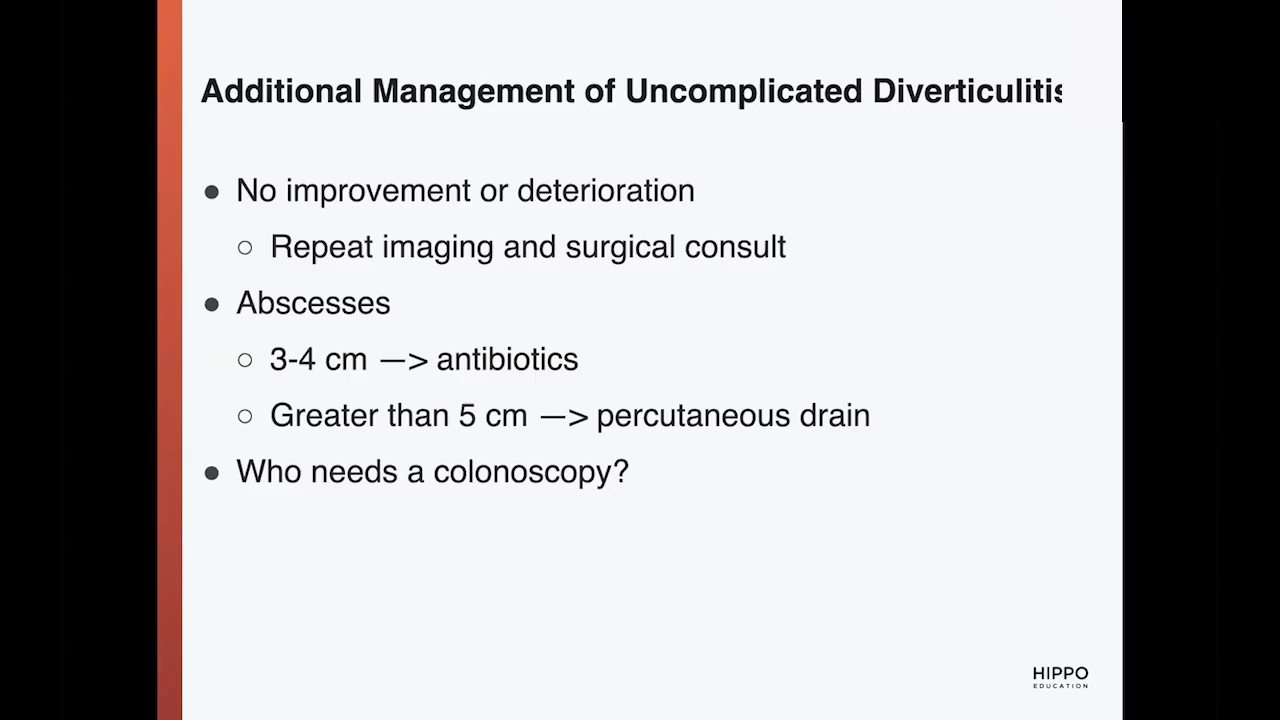 Additional Management of Uncomplicated Diverticulitis
● No improvement or deterioration
○ Repeat imaging and surgical consult
● Abscesses
○ 3-4 cm —> antibiotics
○ Greater than 5 cm —> percutaneous drain
● Who needs a colonoscopy?
HIPPO
EDUCATION